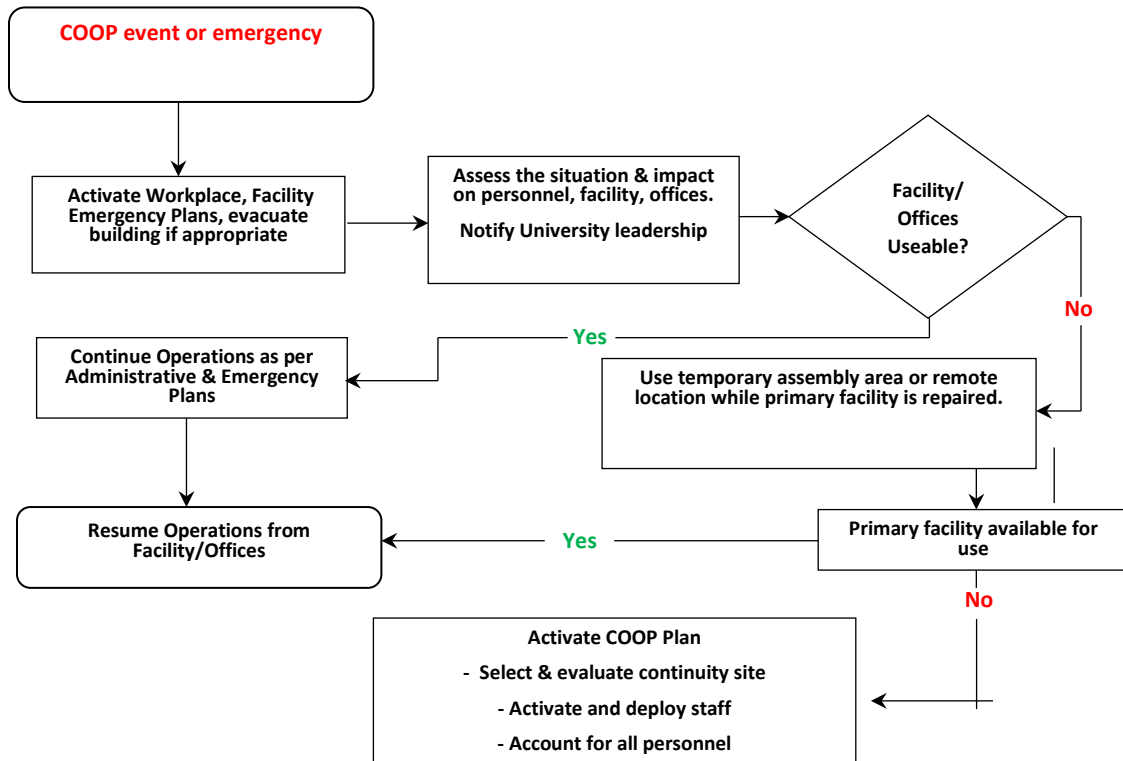 COOP event or emergency
Activate Workplace, Facility
Emergency Plans, evacuate
building if appropriate
Assess the situation & impact
on personnel, facility, offices.
Notify University leadership
Facility/
Offices
Useable?
No
Yes
Continue Operations as per
Administrative & Emergency
Plans
Use temporary assembly area or remote
location while primary facility is repaired.
Resume Operations from
Facility/Offices
Yes
Primary facility available for
use
No
Activate COOP Plan
- Select & evaluate continuity site
- Activate and deploy staff
- Account for all personnel